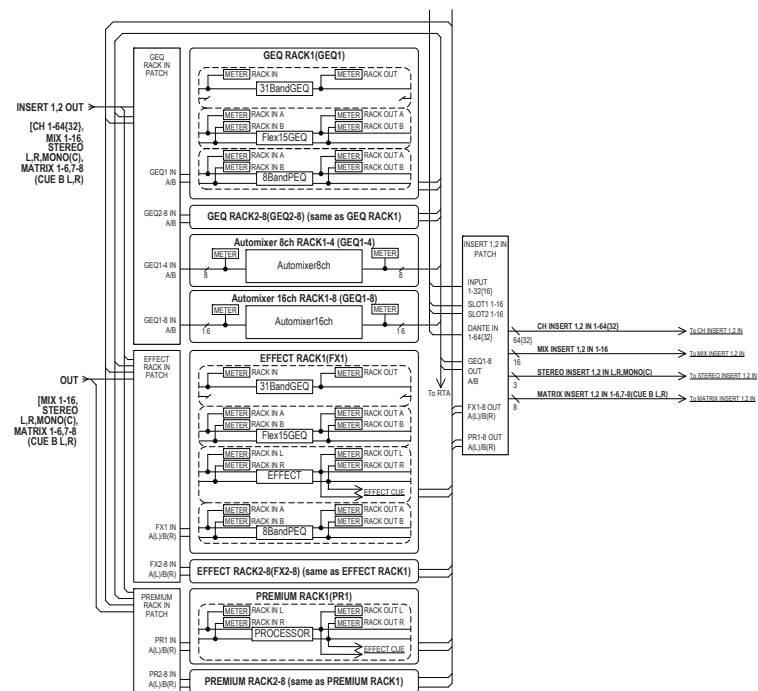 GEQ
RACK IN
PATCH
GEQ RACK1(GEQ1)
METER RACK IN
METER RACK OUT
31BandGEQ
METER RACK IN A
METER RACK OUT A
METER RACK IN B
METER RACK OUT B
Flex15GEQ
METER RACK IN A
METER RACK OUT A
METER RACK IN B
METER RACK OUT B
8BandPEQ
INSERT 1,2 OUT
[CH 1-64{32},
MIX 1-16,
STEREO
L,R,MONO(C),
MATRIX 1-6,7-8
(CUE B L,R)
GEQ1 IN
A/B
GEQ2-8 IN
A/B
GEQ RACK2-8(GEQ2-8) (same as GEQ RACK1)
Automixer 8ch RACK1-4 (GEQ1-4)
METER
METER
Automixer8ch
GEQ1-4 IN
A/B
8
8
Automixer 16ch RACK1-8 (GEQ1-8)
METER
METER
Automixer16ch
GEQ1-8 IN
A/B
16
16
EFFECT
RACK IN
PATCH
EFFECT RACK1(FX1)
METER RACK IN
METER RACK OUT
31BandGEQ
METER RACK IN A
METER RACK OUT A
METER RACK IN B
METER RACK OUT B
Flex15GEQ
METER RACK IN L
METER RACK OUT L
METER RACK IN R
METER RACK OUT R
EFFECT
EFFECT CUE
METER RACK IN A
METER RACK OUT A
METER RACK IN B
METER RACK OUT B
8BandPEQ
OUT
[MIX 1-16,
STEREO
L,R,MONO(C),
MATRIX 1-6,7-8
(CUE B L,R)
FX1 IN
A(L)/B(R)
FX2-8 IN
A(L)/B(R)
EFFECT RACK2-8(FX2-8) (same as EFFECT RACK1)
PREMIUM
RACK IN
PATCH
PREMIUM RACK1(PR1)
METER RACK IN L
METER RACK OUT L
METER RACK IN R
METER RACK OUT R
PROCESSOR
EFFECT CUE
PR1 IN
A(L)/B(R)
PR2-8 IN
A(L)/B(R)
PREMIUM RACK2-8 (same as PREMIUM RACK1)
To RTA
INSERT 1,2 IN
PATCH
INPUT
1-32{16}
SLOT1 1-16
SLOT2 1-16
DANTE IN
1-64{32}
GEQ1-8
OUT
A/B
FX1-8 OUT
A(L)/B(R)
PR1-8 OUT
A(L)/B(R)
CH INSERT 1,2 IN 1-64{32}
64{32}
To CH INSERT 1,2 IN
MIX INSERT 1,2 IN 1-16
16
To MIX INSERT 1,2 IN
STEREO INSERT 1,2 IN L,R,MONO(C)
3
To STEREO INSERT 1,2 IN
MATRIX INSERT 1,2 IN 1-6,7-8(CUE B L,R)
8
To MATRIX INSERT 1,2 IN